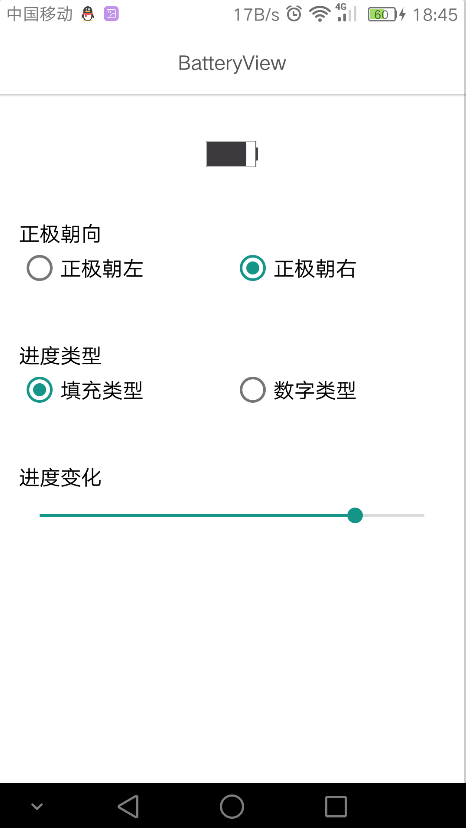 中国移动 17B/s 4G 60 18:45
BatteryView
正极朝向
正极朝左 正极朝右
进度类型
填充类型 数字类型
进度变化